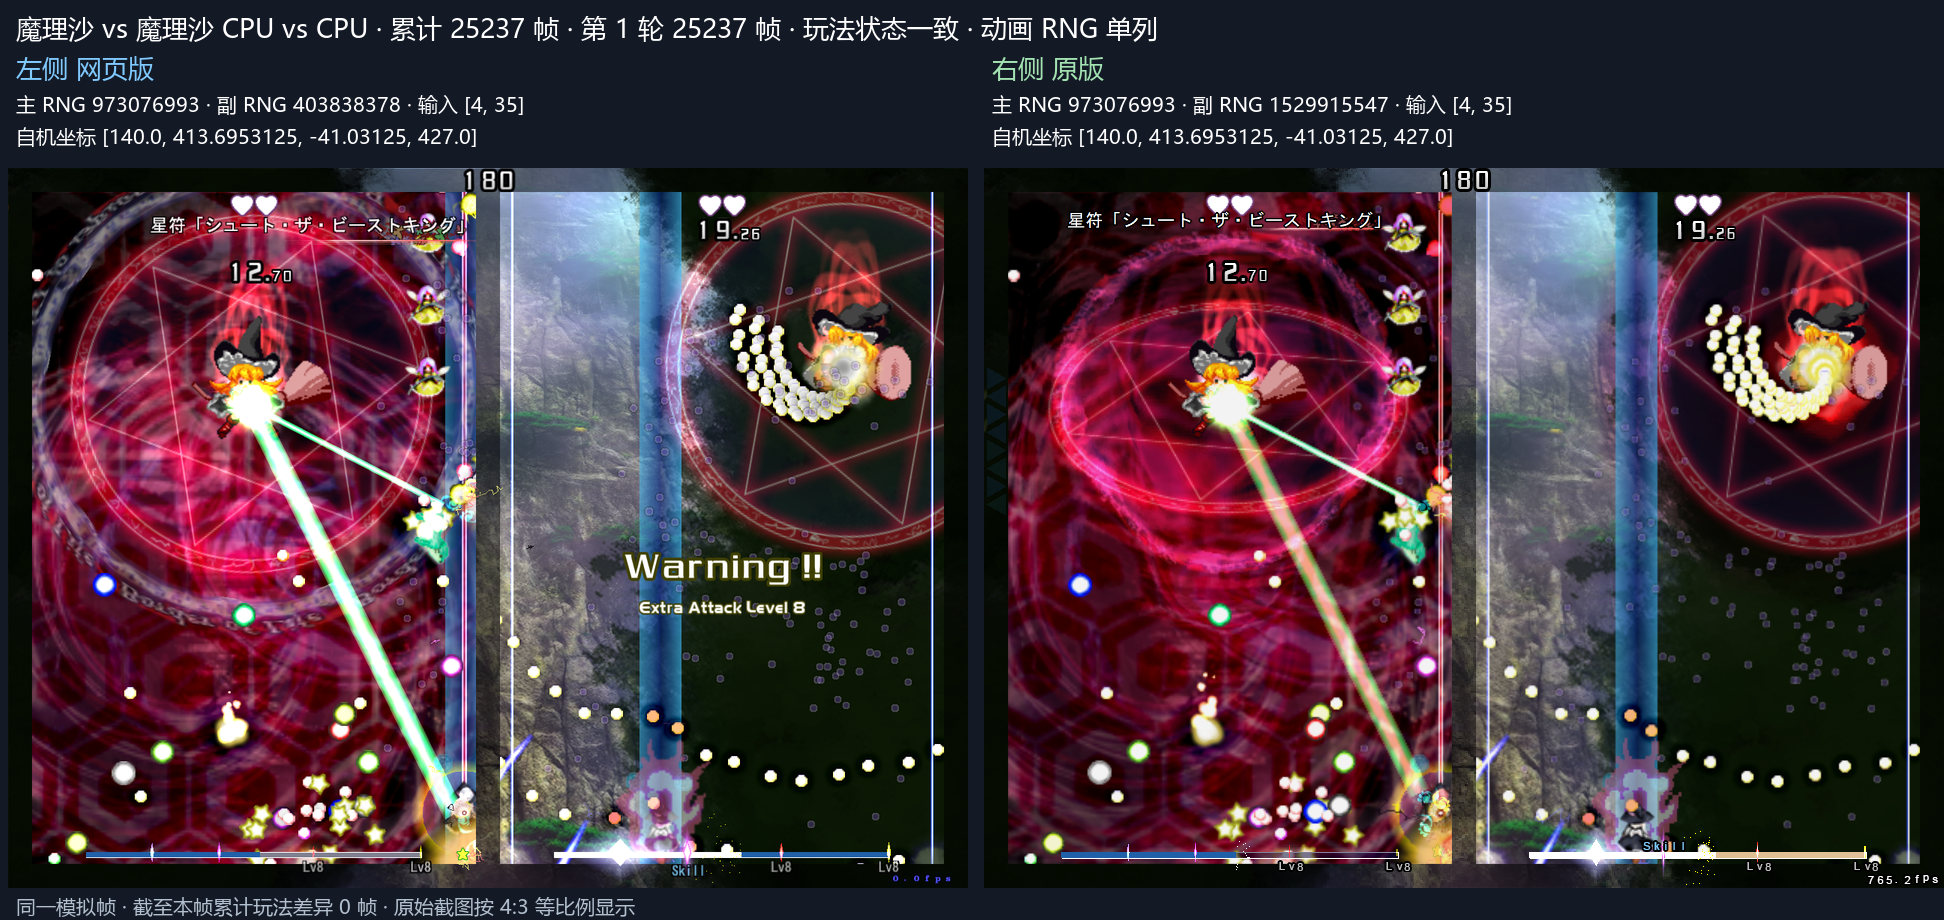 魔理沙 vs 魔理沙 CPU vs CPU · 累计 25237 帧 · 第 1 轮 25237 帧 · 玩法状态一致 · 动画 RNG 单列
左侧 网页版
主 RNG 973076993 · 副 RNG 403838378 · 输入 [4, 35]
自机坐标 [140.0, 413.6953125, -41.03125, 427.0]
右侧 原版
主 RNG 973076993 · 副 RNG 1529915547 · 输入 [4, 35]
自机坐标 [140.0, 413.6953125, -41.03125, 427.0]
180
星符「シュート・ザ・ビーストキング」
19.26
12.70
Warning !!
Extra Attack Level 8
Lv8
Lv8
Skill
Lv8
Lv8
0.0fps
180
星符「シュート・ザ・ビーストキング」
19.26
12.70
Skill
Lv8
Lv8
Lv8
Lv8
765.2fps
同一模拟帧 · 截至本帧累计玩法差异 0 帧 · 原始截图按 4:3 等比例显示